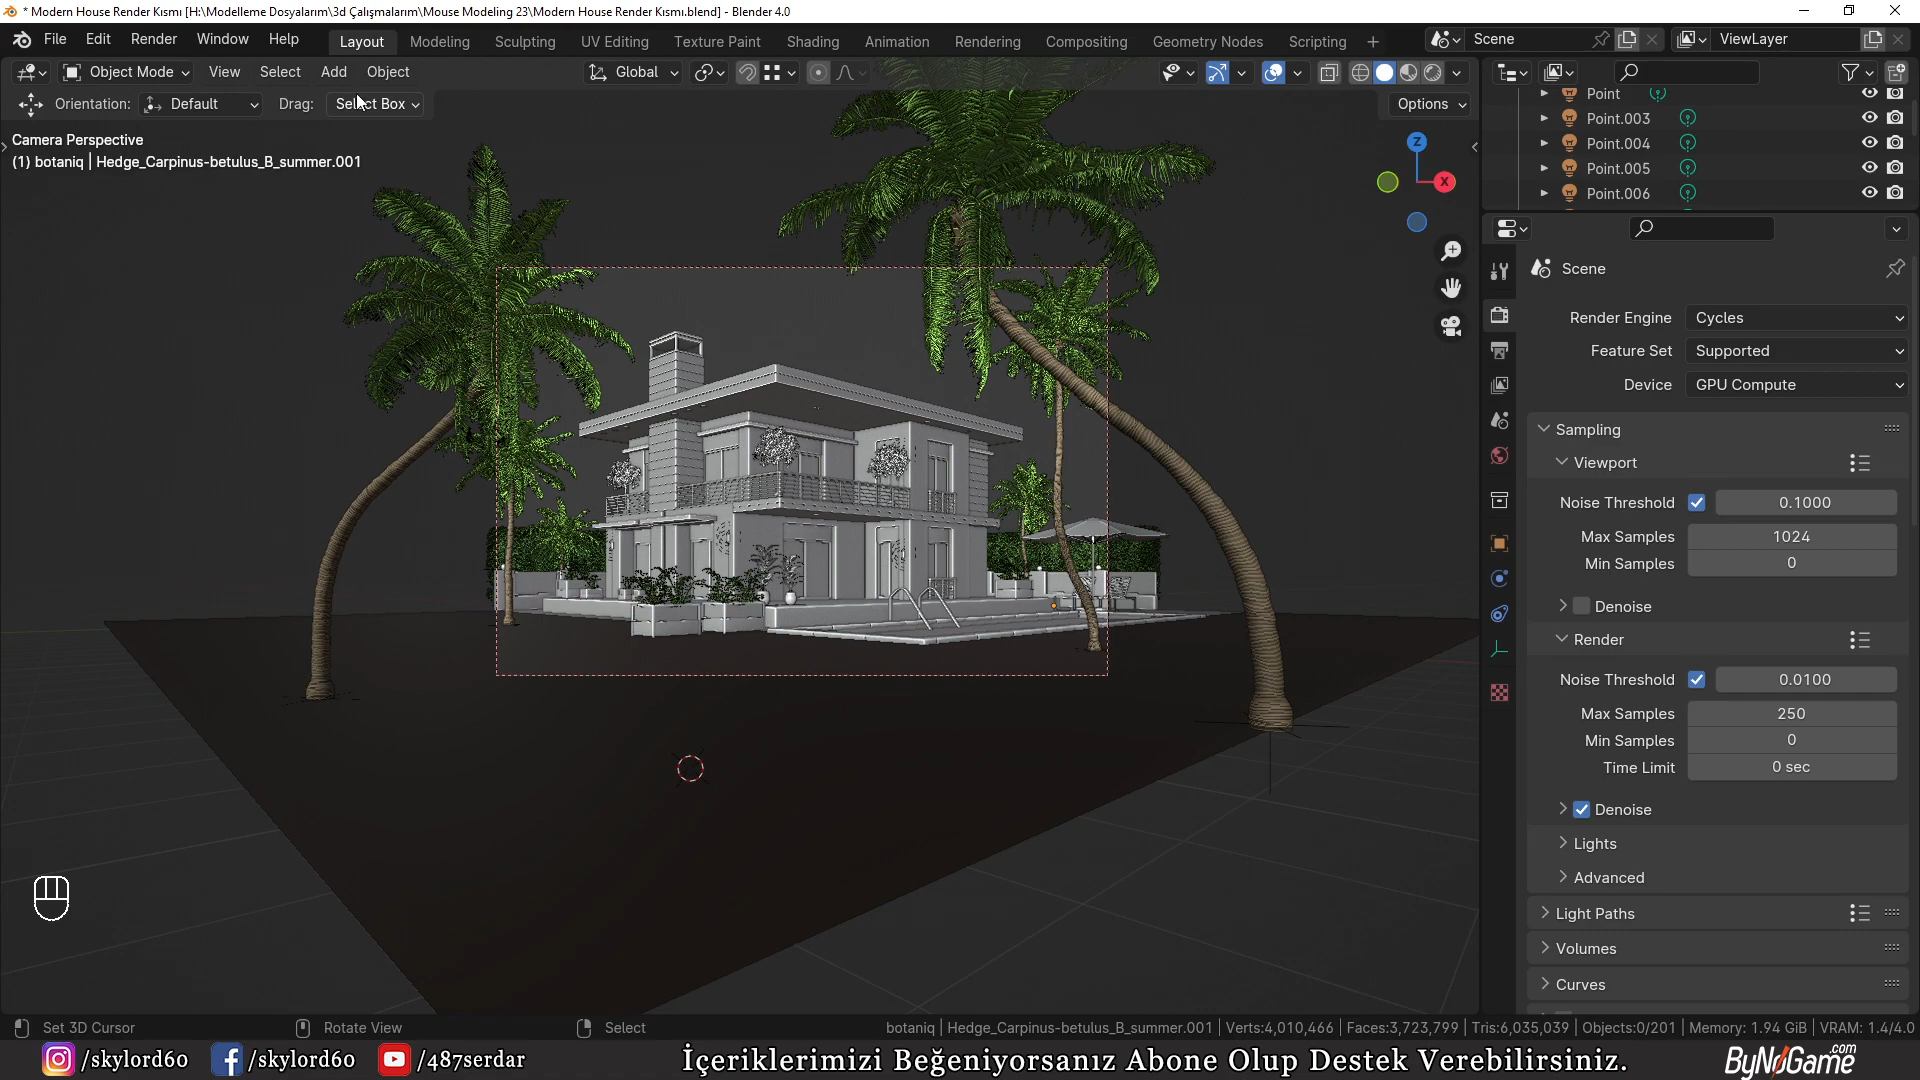 * Modern House Render Kısmı [H:\Modelleme Dosyalarım\3d Çalışmalarım\Mouse Modeling 23\Modern House Render Kısmı.blend] - Blender 4.0
File Edit Render Window Help Layout Modeling Sculpting UV Editing Texture Paint Shading Animation Rendering Compositing Geometry Nodes Scripting + Scene ViewLayer
Object Mode View Select Add Object Global
Orientation: Default Drag: Select Box Options
Camera Perspective
(1) botaniq | Hedge_Carpinus-betulus_B_summer.001
Z
X
Point
Point.003
Point.004
Point.005
Point.006
Scene
Render Engine Cycles
Feature Set Supported
Device GPU Compute
Sampling
Viewport
Noise Threshold 0.1000
Max Samples 1024
Min Samples 0
Denoise
Render
Noise Threshold 0.0100
Max Samples 250
Min Samples 0
Time Limit 0 sec
Denoise
Lights
Advanced
Light Paths
Volumes
Curves
Set 3D Cursor Rotate View Select botaniq | Hedge_Carpinus-betulus_B_summer.001 | Verts:4,010,466 | Faces:3,723,799 | Tris:6,035,039 | Objects:0/201 | Memory: 1.94 GiB | VRAM: 1.4/4.0
/skylord60 /skylord60 /487serdar İçeriklerimizi Beğeniyorsanız Abone Olup Destek Verebilirsiniz. ByNoGame.com